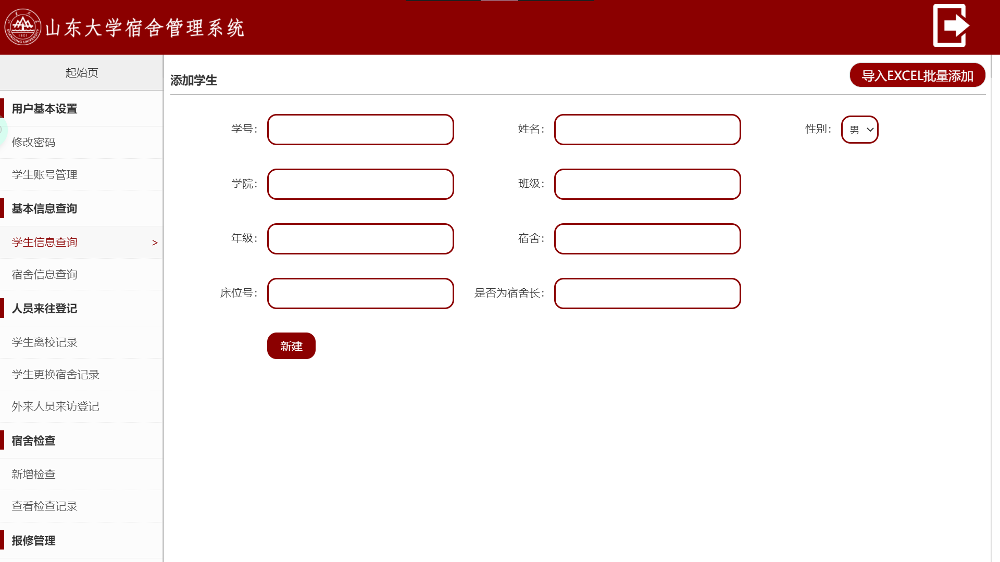 山东大学宿舍管理系统
SHANDONG UNIVERSITY
1901
起始页
用户基本设置
修改密码
学生账号管理
基本信息查询
学生信息查询 >
宿舍信息查询
人员来往登记
学生离校记录
学生更换宿舍记录
外来人员来访登记
宿舍检查
新增检查
查看检查记录
报修管理
添加学生
导入EXCEL批量添加
学号： 姓名： 性别： 男
学院： 班级：
年级： 宿舍：
床位号： 是否为宿舍长：
新建